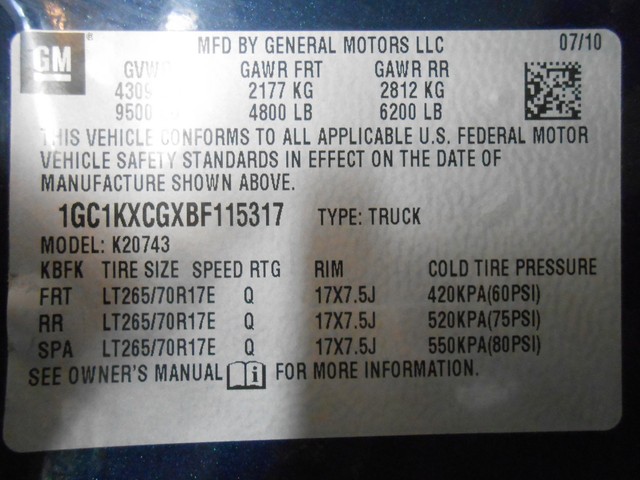 GM
MFD BY GENERAL MOTORS LLC 07/10
GAWR FRT GAWR RR
2177 KG 2812 KG
4800 LB 6200 LB
THIS VEHICLE CONFORMS TO ALL APPLICABLE U.S. FEDERAL MOTOR
VEHICLE SAFETY STANDARDS IN EFFECT ON THE DATE OF
MANUFACTURE SHOWN ABOVE.
1GC1KXCGXBF115317 TYPE: TRUCK
MODEL: K20743
KBFK TIRE SIZE SPEED RTG RIM COLD TIRE PRESSURE
FRT LT265/70R17E Q 17X7.5J 420KPA(60PSI)
RR LT265/70R17E Q 17X7.5J 520KPA(75PSI)
SPA LT265/70R17E Q 17X7.5J 550KPA(80PSI)
SEE OWNER'S MANUAL i FOR MORE INFORMATION.